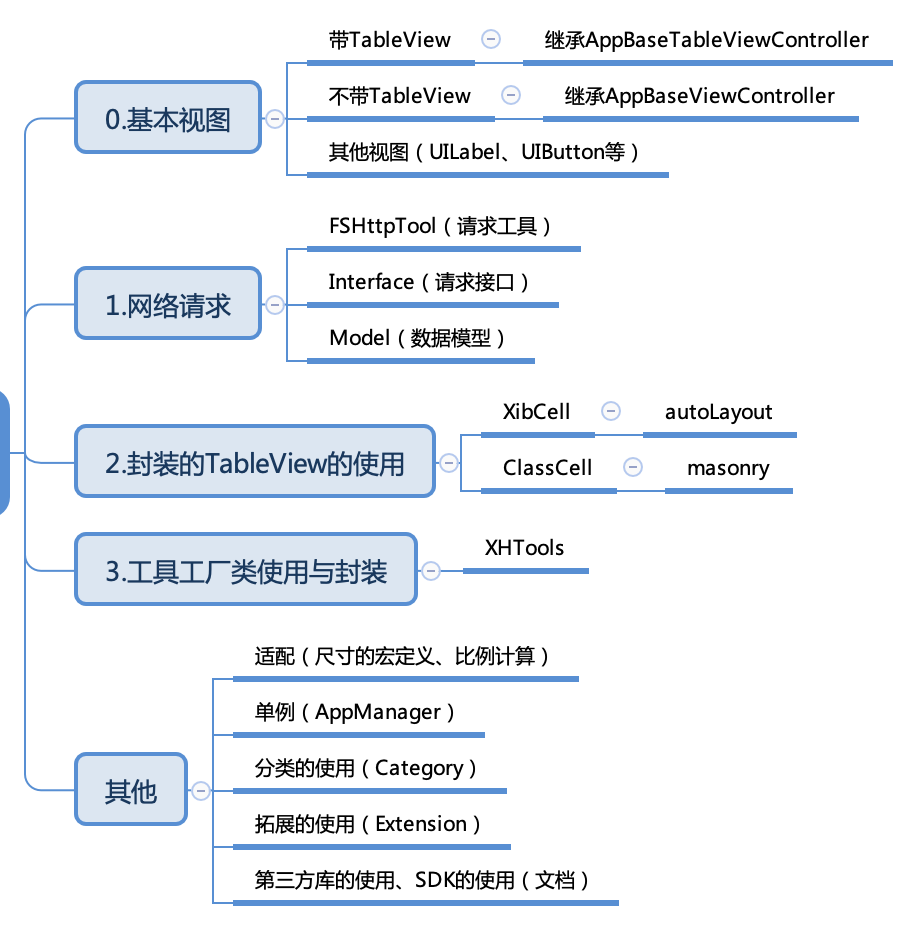 0.基本视图
带TableView
继承AppBaseTableViewController
不带TableView
继承AppBaseViewController
其他视图（UILabel、UIButton等）
1.网络请求
FSHttpTool（请求工具）
Interface（请求接口）
Model（数据模型）
2.封装的TableView的使用
XibCell
autoLayout
ClassCell
masonry
3.工具工厂类使用与封装
XHTools
其他
适配（尺寸的宏定义、比例计算）
单例（AppManager）
分类的使用（Category）
拓展的使用（Extension）
第三方库的使用、SDK的使用（文档）